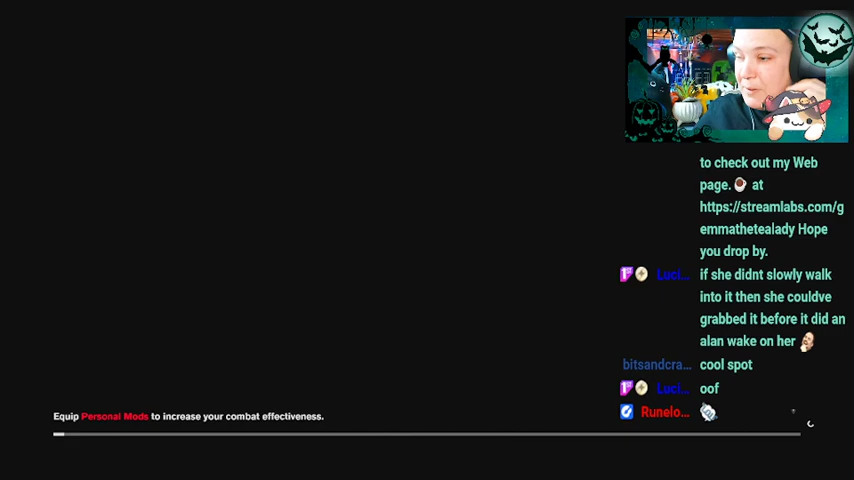 to check out my Web
page. at
https://streamlabs.com/g
emmathetealady Hope
you drop by.
Luci... if she didnt slowly walk
into it then she couldve
grabbed it before it did an
alan wake on her
bitsandcra... cool spot
Luci... oof
Runelo...
Equip Personal Mods to increase your combat effectiveness.